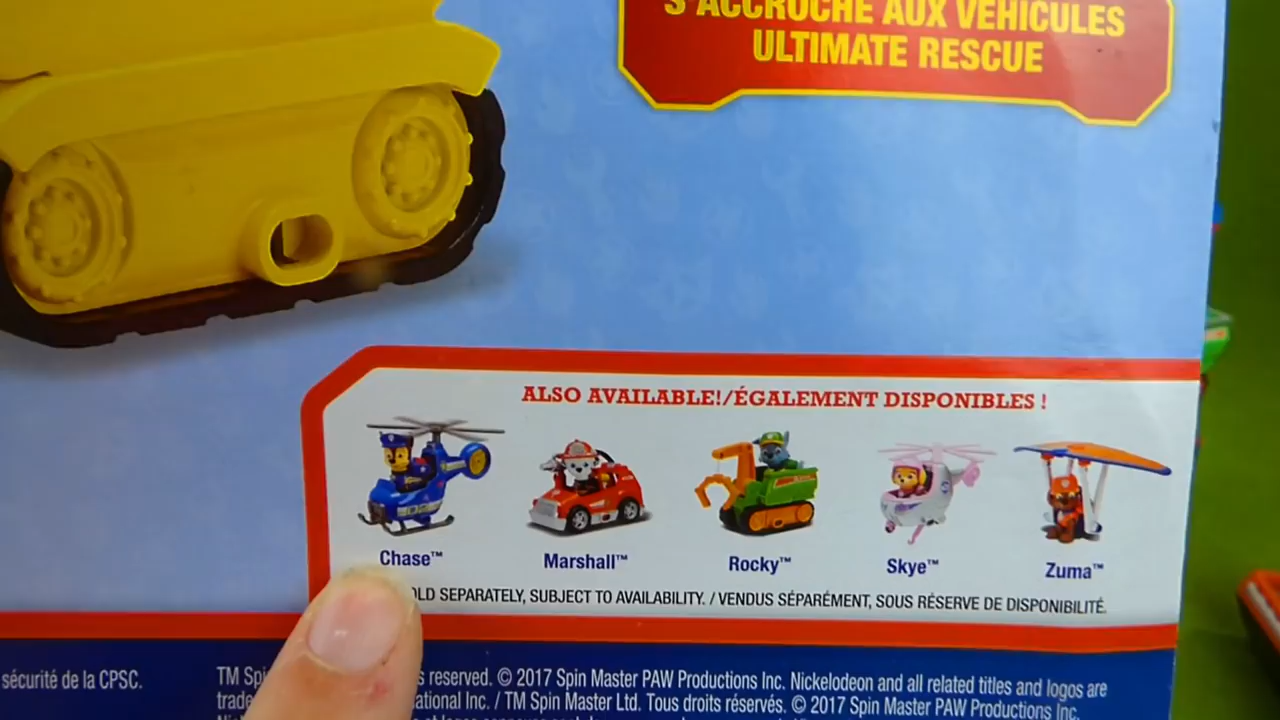 S'ACCROCHE AUX VÉHICULES
ULTIMATE RESCUE
ALSO AVAILABLE!/ÉGALEMENT DISPONIBLES !
Chase™
Marshall™
Rocky™
Skye™
Zuma™
OLD SEPARATELY, SUBJECT TO AVAILABILITY. / VENDUS SÉPARÉMENT, SOUS RÉSERVE DE DISPONIBILITÉ.
sécurité de la CPSC.
TM Spi s reserved. © 2017 Spin Master PAW Productions Inc. Nickelodeon and all related titles and logos are
trade ational Inc. / TM Spin Master Ltd. Tous droits réservés. © 2017 Spin Master PAW Productions Inc.